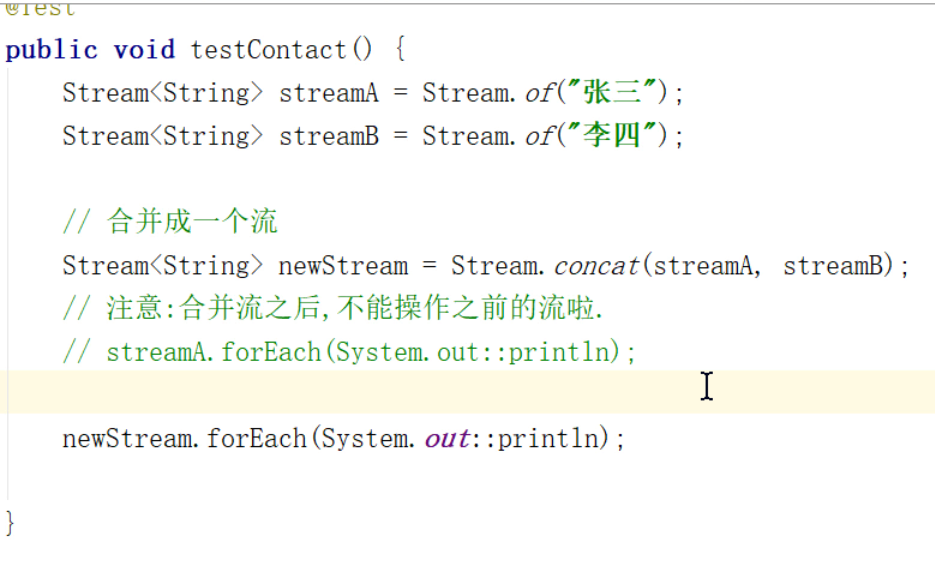 @Test
public void testContact() {
Stream<String> streamA = Stream.of("张三");
Stream<String> streamB = Stream.of("李四");
// 合并成一个流
Stream<String> newStream = Stream.concat(streamA, streamB);
// 注意:合并流之后,不能操作之前的流啦.
// streamA.forEach(System.out::println);
newStream.forEach(System.out::println);
}